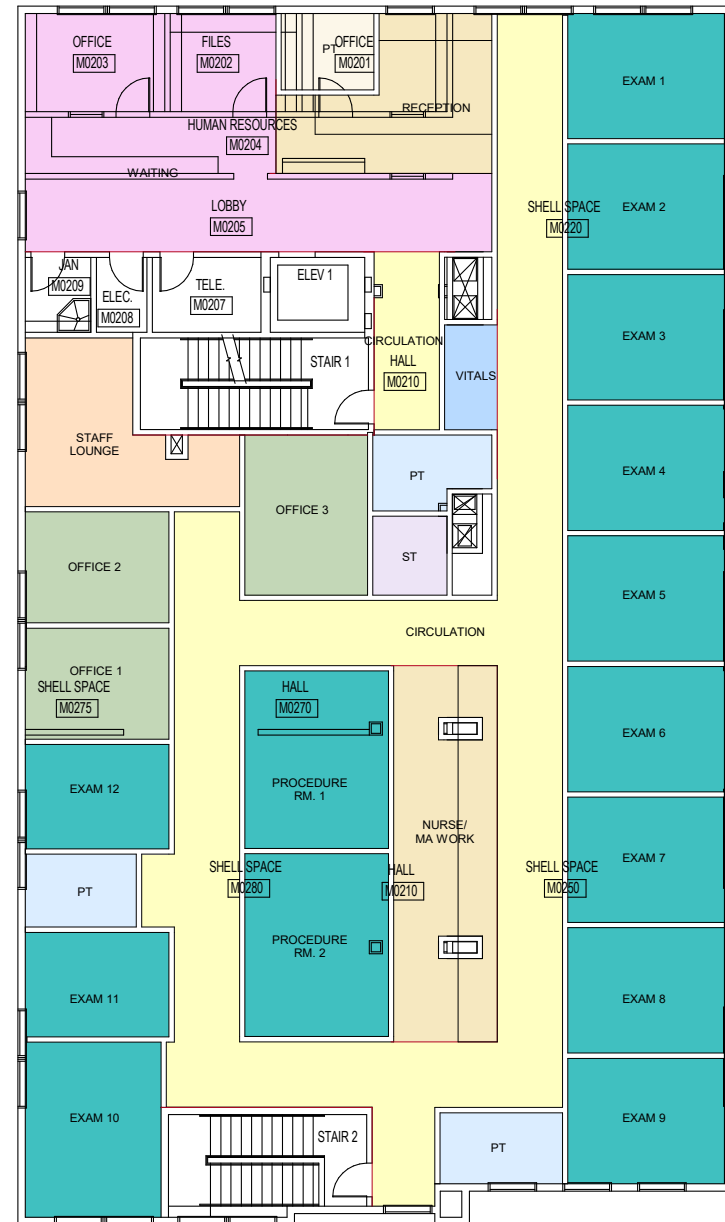 OFFICE
M0203
FILES
M0202
PT
OFFICE
M0201
RECEPTION
EXAM 1
HUMAN RESOURCES
M0204
WAITING
LOBBY
M0205
SHELL SPACE
M0220
EXAM 2
JAN
M0209
ELEC.
M0208
TELE.
M0207
ELEV 1
CIRCULATION
HALL
M0210
STAIR 1
VITALS
EXAM 3
STAFF
LOUNGE
PT
EXAM 4
OFFICE 3
OFFICE 2
ST
EXAM 5
CIRCULATION
OFFICE 1
SHELL SPACE
M0275
HALL
M0270
EXAM 6
EXAM 12
PROCEDURE
RM. 1
NURSE/
MA WORK
EXAM 7
PT
SHELL SPACE
M0280
HALL
M0210
SHELL SPACE
M0250
PROCEDURE
RM. 2
EXAM 11
EXAM 8
EXAM 10
STAIR 2
PT
EXAM 9